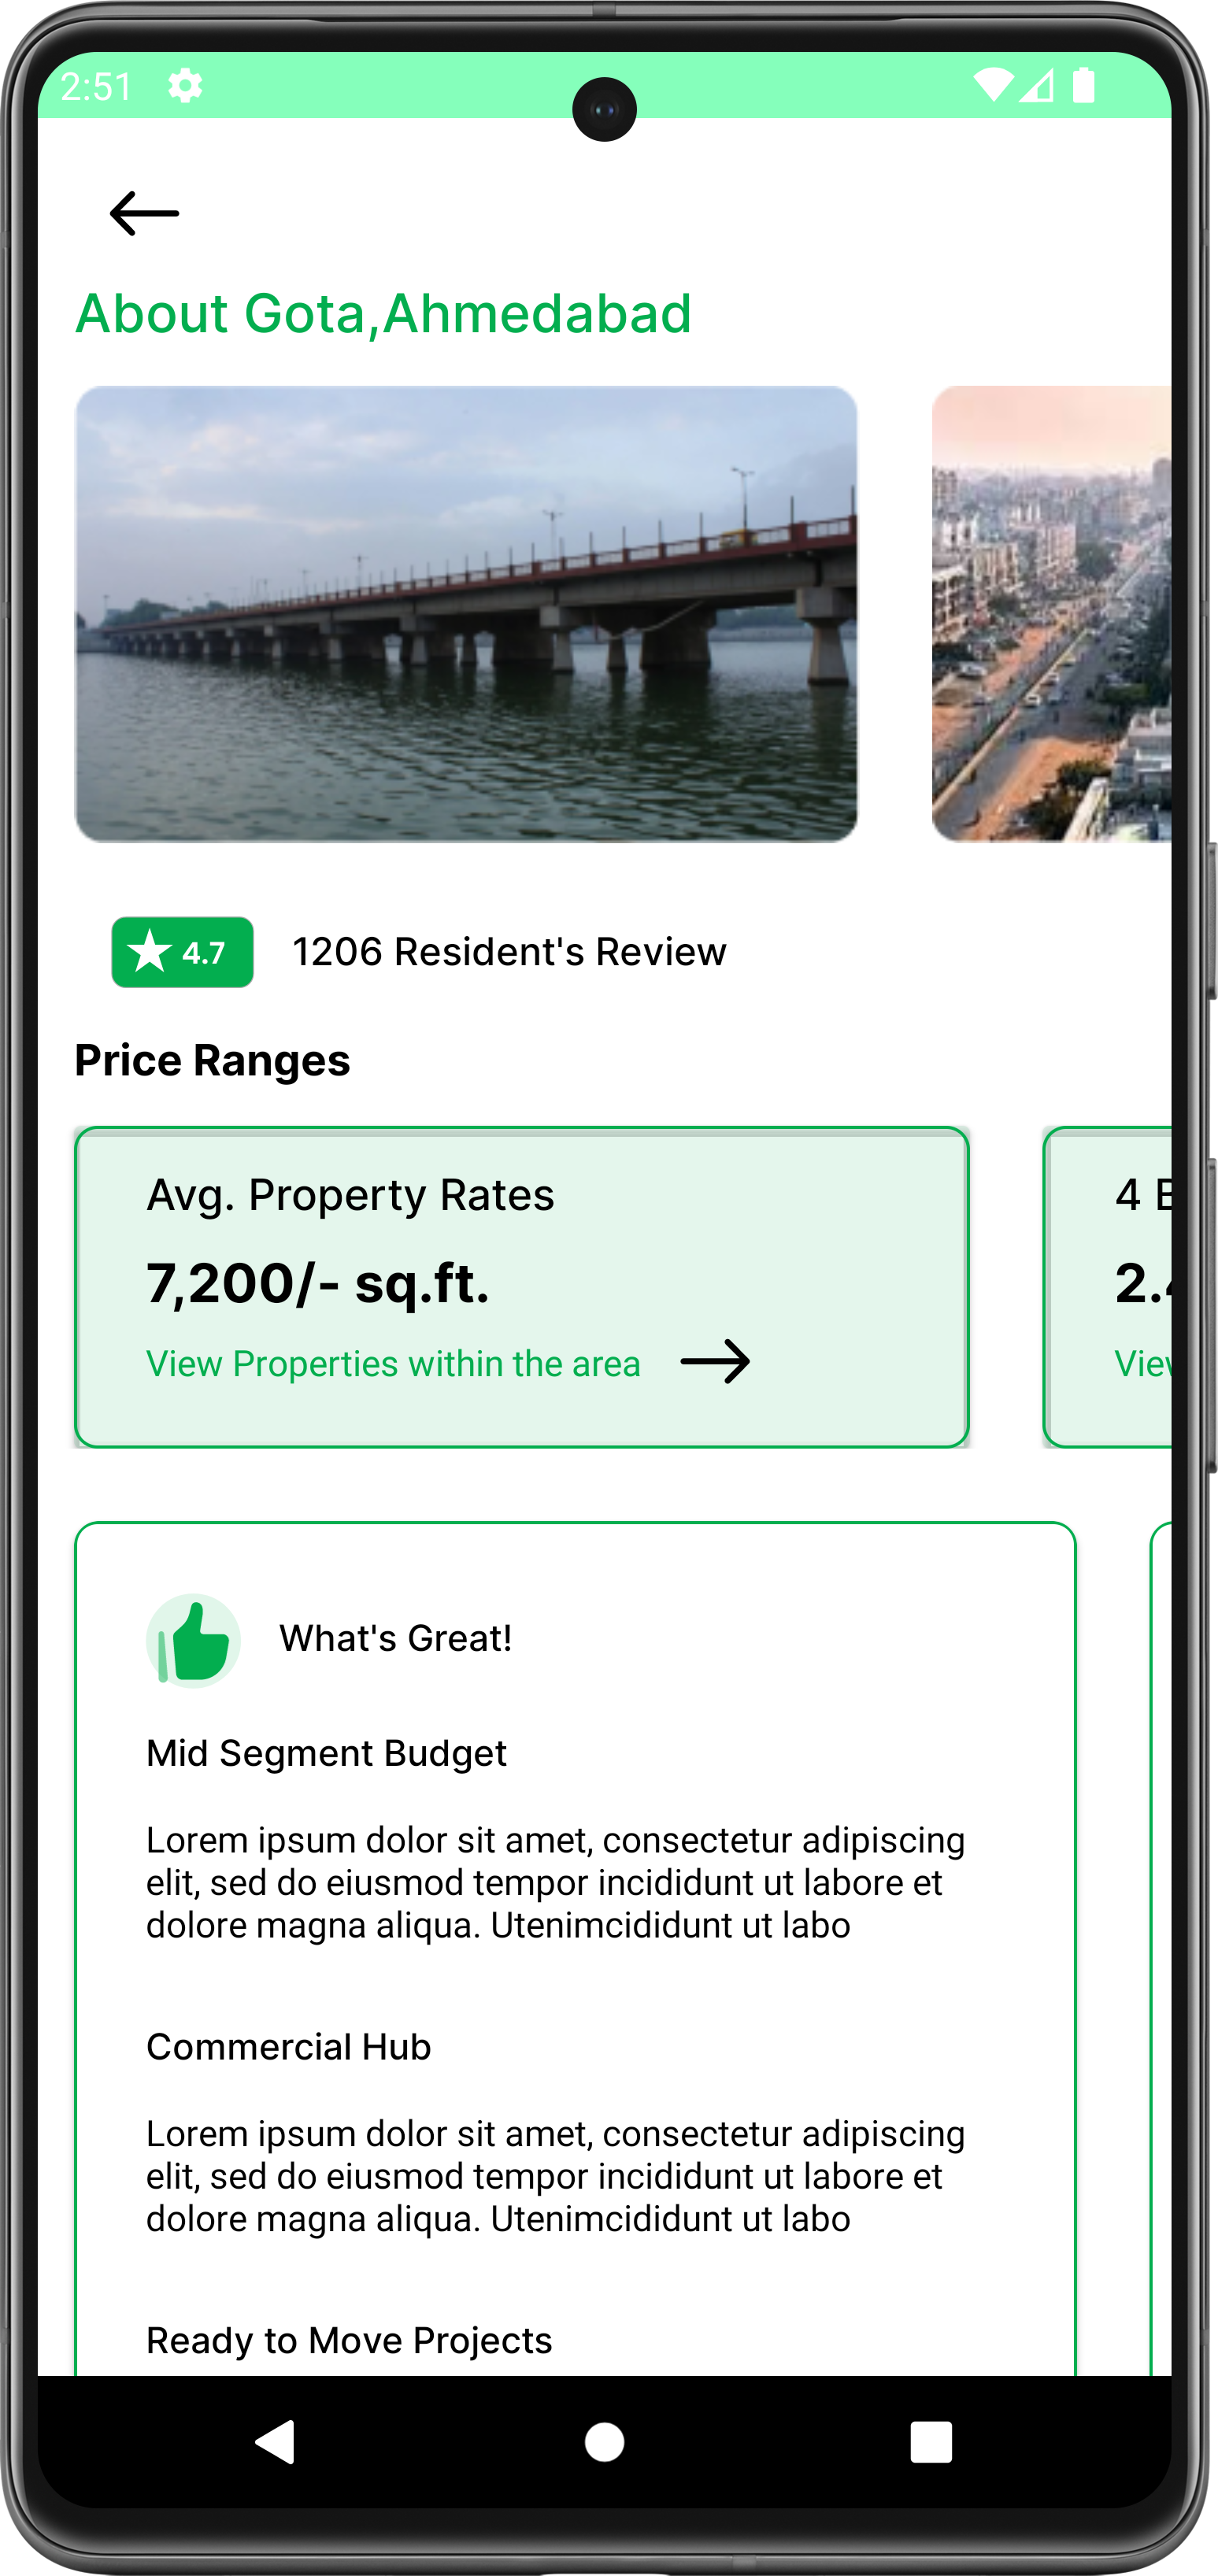 2:51
About Gota,Ahmedabad
4.7 1206 Resident's Review
Price Ranges
Avg. Property Rates
7,200/- sq.ft.
View Properties within the area
4
2.
What's Great!
Mid Segment Budget
Lorem ipsum dolor sit amet, consectetur adipiscing
elit, sed do eiusmod tempor incididunt ut labore et
dolore magna aliqua. Utenimcididunt ut labo
Commercial Hub
Lorem ipsum dolor sit amet, consectetur adipiscing
elit, sed do eiusmod tempor incididunt ut labore et
dolore magna aliqua. Utenimcididunt ut labo
Ready to Move Projects